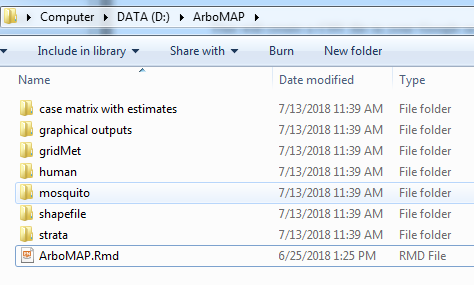 Computer DATA (D:) ArboMAP
Include in library Share with Burn New folder
Name Date modified Type
case matrix with estimates 7/13/2018 11:39 AM File folder
graphical outputs 7/13/2018 11:39 AM File folder
gridMet 7/13/2018 11:39 AM File folder
human 7/13/2018 11:39 AM File folder
mosquito 7/13/2018 11:39 AM File folder
shapefile 7/13/2018 11:39 AM File folder
strata 7/13/2018 11:39 AM File folder
ArboMAP.Rmd 6/25/2018 1:25 PM RMD File